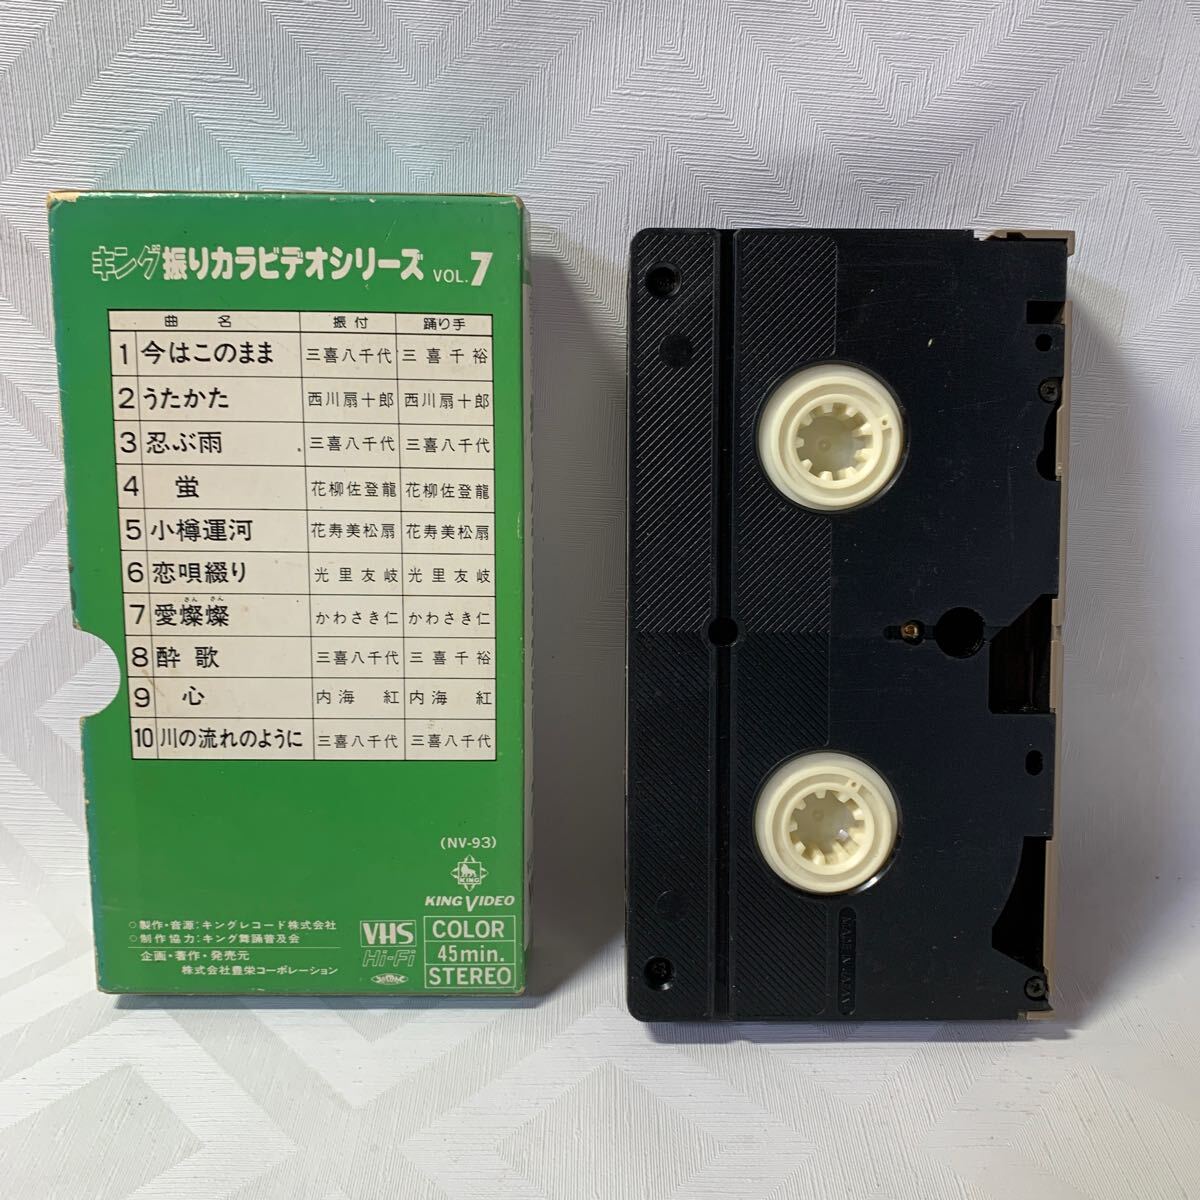 キング振りカラビデオシリーズ VOL.7
曲 名 振付 踊り手
1 今はこのまま 三喜八千代 三喜千裕
2 うたかた 西川扇十郎 西川扇十郎
3 忍ぶ雨 三喜八千代 三喜八千代
4 蛍 花柳佐登龍 花柳佐登龍
5 小樽運河 花寿美松扇 花寿美松扇
6 恋唄綴り 光里友岐 光里友岐
さん さん
7 愛燦燦 かわさき仁 かわさき仁
8 酔歌 三喜八千代 三喜千裕
9 心 内海 紅 内海 紅
10 川の流れのように 三喜八千代 三喜八千代
(NV-93)
KING
KING VIDEO
○製作・音源:キングレコード株式会社
○制作協力:キング舞踊普及会
企画・著作・発売元
株式会社豊栄コーポレーション
VHS
Hi-Fi
COLOR
45min.
STEREO
MADE IN JAPAN